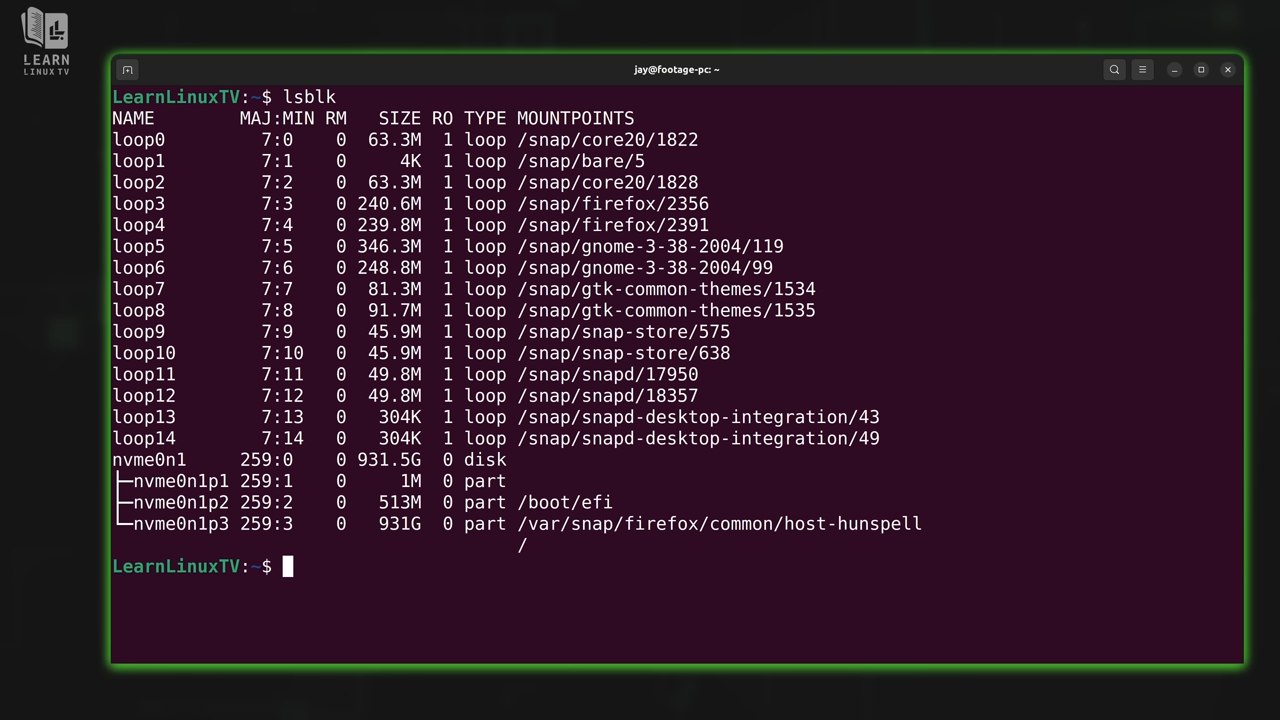 LEARN
LINUX TV
jay@footage-pc: ~
LearnLinuxTV:~$ lsblk
NAME        MAJ:MIN RM   SIZE RO TYPE MOUNTPOINTS
loop0         7:0    0  63.3M  1 loop /snap/core20/1822
loop1         7:1    0     4K  1 loop /snap/bare/5
loop2         7:2    0  63.3M  1 loop /snap/core20/1828
loop3         7:3    0 240.6M  1 loop /snap/firefox/2356
loop4         7:4    0 239.8M  1 loop /snap/firefox/2391
loop5         7:5    0 346.3M  1 loop /snap/gnome-3-38-2004/119
loop6         7:6    0 248.8M  1 loop /snap/gnome-3-38-2004/99
loop7         7:7    0  81.3M  1 loop /snap/gtk-common-themes/1534
loop8         7:8    0  91.7M  1 loop /snap/gtk-common-themes/1535
loop9         7:9    0  45.9M  1 loop /snap/snap-store/575
loop10        7:10   0  45.9M  1 loop /snap/snap-store/638
loop11        7:11   0  49.8M  1 loop /snap/snapd/17950
loop12        7:12   0  49.8M  1 loop /snap/snapd/18357
loop13        7:13   0   304K  1 loop /snap/snapd-desktop-integration/43
loop14        7:14   0   304K  1 loop /snap/snapd-desktop-integration/49
nvme0n1     259:0    0 931.5G  0 disk
├─nvme0n1p1 259:1    0     1M  0 part
├─nvme0n1p2 259:2    0   513M  0 part /boot/efi
└─nvme0n1p3 259:3    0   931G  0 part /var/snap/firefox/common/host-hunspell
                                      /
LearnLinuxTV:~$